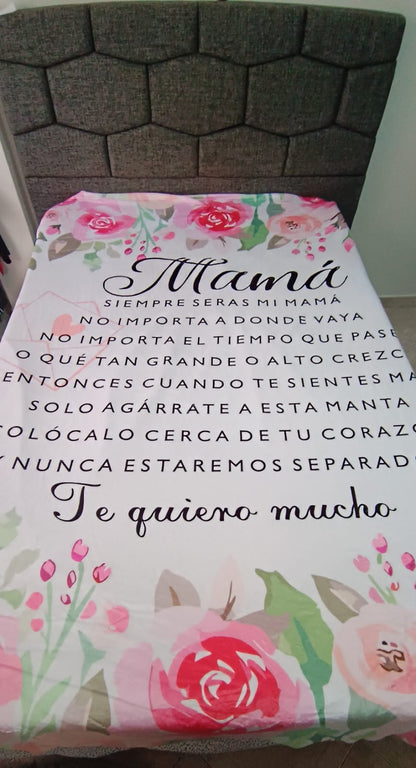 Mamá
SIEMPRE SERAS MI MAMÁ
NO IMPORTA A DONDE VAYA
NO IMPORTA EL TIEMPO QUE PASE
O QUÉ TAN GRANDE O ALTO CREZC
ENTONCES CUANDO TE SIENTES MA
SOLO AGÁRRATE A ESTA MANTA
COLÓCALO CERCA DE TU CORAZO
Y NUNCA ESTAREMOS SEPARAD
Te quiero mucho